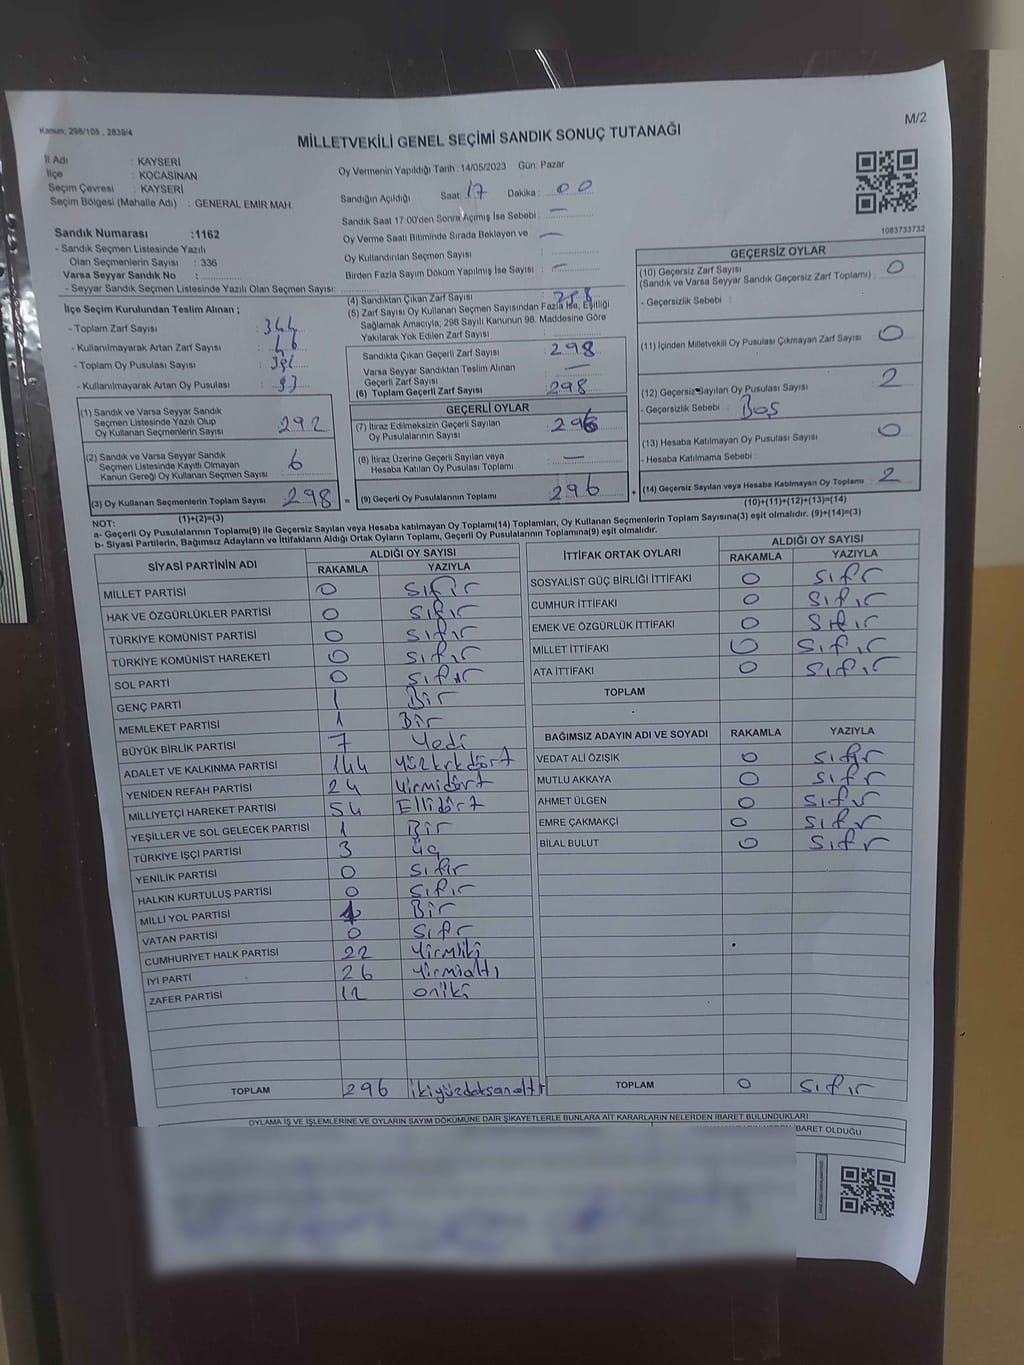 Kanun, 298/105 , 2839/4
M/2
MİLLETVEKİLİ GENEL SEÇİMİ SANDIK SONUÇ TUTANAĞI
İl Adı : KAYSERİ
İlçe : KOCASİNAN
Seçim Çevresi : KAYSERİ
Seçim Bölgesi (Mahalle Adı) : GENERAL EMİR MAH.
Oy Vermenin Yapıldığı Tarih : 14/05/2023 Gün: Pazar
Sandığın Açıldığı Saat: 17 Dakika : 00
Sandık Saat 17:00'den Sonra Açımış İse Sebebi : —
Oy Verme Saati Bitiminde Sırada Bekleyen ve —
Oy Kullandırılan Seçmen Sayısı
Birden Fazla Sayım Döküm Yapılmış İse Sayısı : —
1083733732
Sandık Numarası :1162
- Sandık Seçmen Listesinde Yazılı
Olan Seçmenlerin Sayısı : 336
Varsa Seyyar Sandık No :
- Seyyar Sandık Seçmen Listesinde Yazılı Olan Seçmen Sayısı:
İlçe Seçim Kurulundan Teslim Alınan ;
- Toplam Zarf Sayısı : 344
- Kullanılmayarak Artan Zarf Sayısı :
- Toplam Oy Pusulası Sayısı :
- Kullanılmayarak Artan Oy Pusulası :
(1) Sandık ve Varsa Seyyar Sandık
Seçmen Listesinde Yazılı Olup
Oy Kullanan Seçmenlerin Sayısı : 292
(2) Sandık ve Varsa Seyyar Sandık
Seçmen Listesinde Kayıtlı Olmayan
Kanun Gereği Oy Kullanan Seçmen Sayısı : 6
(3) Oy Kullanan Seçmenlerin Toplam Sayısı : 298
(1)+(2)=(3)
(4) Sandıktan Çıkan Zarf Sayısı : 298
(5) Zarf Sayısı Oy Kullanan Seçmen Sayısından Fazla İse, Eşitliği
Sağlamak Amacıyla, 298 Sayılı Kanunun 98. Maddesine Göre
Yakılarak Yok Edilen Zarf Sayısı
Sandıkta Çıkan Geçerli Zarf Sayısı : 298
Varsa Seyyar Sandıktan Teslim Alınan
Geçerli Zarf Sayısı : —
(6) Toplam Geçerli Zarf Sayısı : 298
GEÇERLİ OYLAR
(7) İtiraz Edilmeksizin Geçerli Sayılan
Oy Pusulalarının Sayısı : 296
(8) İtiraz Üzerine Geçerli Sayılan veya
Hesaba Katılan Oy Pusulası Toplamı : —
= (9) Geçerli Oy Pusulalarının Toplamı : 296
GEÇERSİZ OYLAR
(10) Geçersiz Zarf Sayısı
(Sandık ve Varsa Seyyar Sandık Geçersiz Zarf Toplamı) : 0
- Geçersizlik Sebebi :
(11) İçinden Milletvekili Oy Pusulası Çıkmayan Zarf Sayısı : 0
(12) Geçersiz Sayılan Oy Pusulası Sayısı : 2
- Geçersizlik Sebebi : Boş
(13) Hesaba Katılmayan Oy Pusulası Sayısı : 0
- Hesaba Katılmama Sebebi :
+ (14) Geçersiz Sayılan veya Hesaba Katılmayan Oy Toplamı : 2
(10)+(11)+(12)+(13)=(14)
NOT:
a- Geçerli Oy Pusulalarının Toplamı(9) ile Geçersiz Sayılan veya Hesaba katılmayan Oy Toplamı(14) Toplamları, Oy Kullanan Seçmenlerin Toplam Sayısına(3) eşit olmalıdır. (9)+(14)=(3)
b- Siyasi Partilerin, Bağımsız Adayların ve İttifakların Aldığı Ortak Oyların Toplamı, Geçerli Oy Pusulalarının Toplamına(9) eşit olmalıdır.
SİYASİ PARTİNİN ADI
ALDIĞI OY SAYISI
RAKAMLA YAZIYLA
MİLLET PARTİSİ 0 sıfır
HAK VE ÖZGÜRLÜKLER PARTİSİ 0 sıfır
TÜRKİYE KOMÜNİST PARTİSİ 0 sıfır
TÜRKİYE KOMÜNİST HAREKETİ 0 sıfır
SOL PARTİ 0 sıfır
GENÇ PARTİ 1 Bir
MEMLEKET PARTİSİ 1 Bir
BÜYÜK BİRLİK PARTİSİ 7 Yedi
ADALET VE KALKINMA PARTİSİ 144 Yüzkrkdört
YENİDEN REFAH PARTİSİ 24 Yirmidört
MİLLİYETÇİ HAREKET PARTİSİ 54 Ellidört
YEŞİLLER VE SOL GELECEK PARTİSİ 1 Bir
TÜRKİYE İŞÇİ PARTİSİ 3 üç
YENİLİK PARTİSİ 0 sıfır
HALKIN KURTULUŞ PARTİSİ 0 sıfır
MİLLİ YOL PARTİSİ 1 Bir
VATAN PARTİSİ 0 sıfr
CUMHURİYET HALK PARTİSİ 22 Yirmiiki
İYİ PARTİ 26 Yirmialtı
ZAFER PARTİSİ 12 oniki
TOPLAM 296 ikiyüzdoksanaltı
İTTİFAK ORTAK OYLARI
ALDIĞI OY SAYISI
RAKAMLA YAZIYLA
SOSYALİST GÜÇ BİRLİĞİ İTTİFAKI 0 sıfr
CUMHUR İTTİFAKI 0 sıfır
EMEK VE ÖZGÜRLÜK İTTİFAKI 0 sıfır
MİLLET İTTİFAKI 0 sıfır
ATA İTTİFAKI 0 sıfır
TOPLAM
BAĞIMSIZ ADAYIN ADI VE SOYADI RAKAMLA YAZIYLA
VEDAT ALİ ÖZIŞIK 0 sıfır
MUTLU AKKAYA 0 sıfr
AHMET ÜLGEN 0 sıfr
EMRE ÇAKMAKÇİ 0 sıfır
BİLAL BULUT 0 sıfr
TOPLAM 0 sıfır
OYLAMA İŞ VE İŞLEMLERİNE VE OYLARIN SAYIM DÖKÜMÜNE DAİR ŞİKAYETLERLE BUNLARA AİT KARARLARIN NELERDEN İBARET BULUNDUKLARI
İBARET OLDUĞU